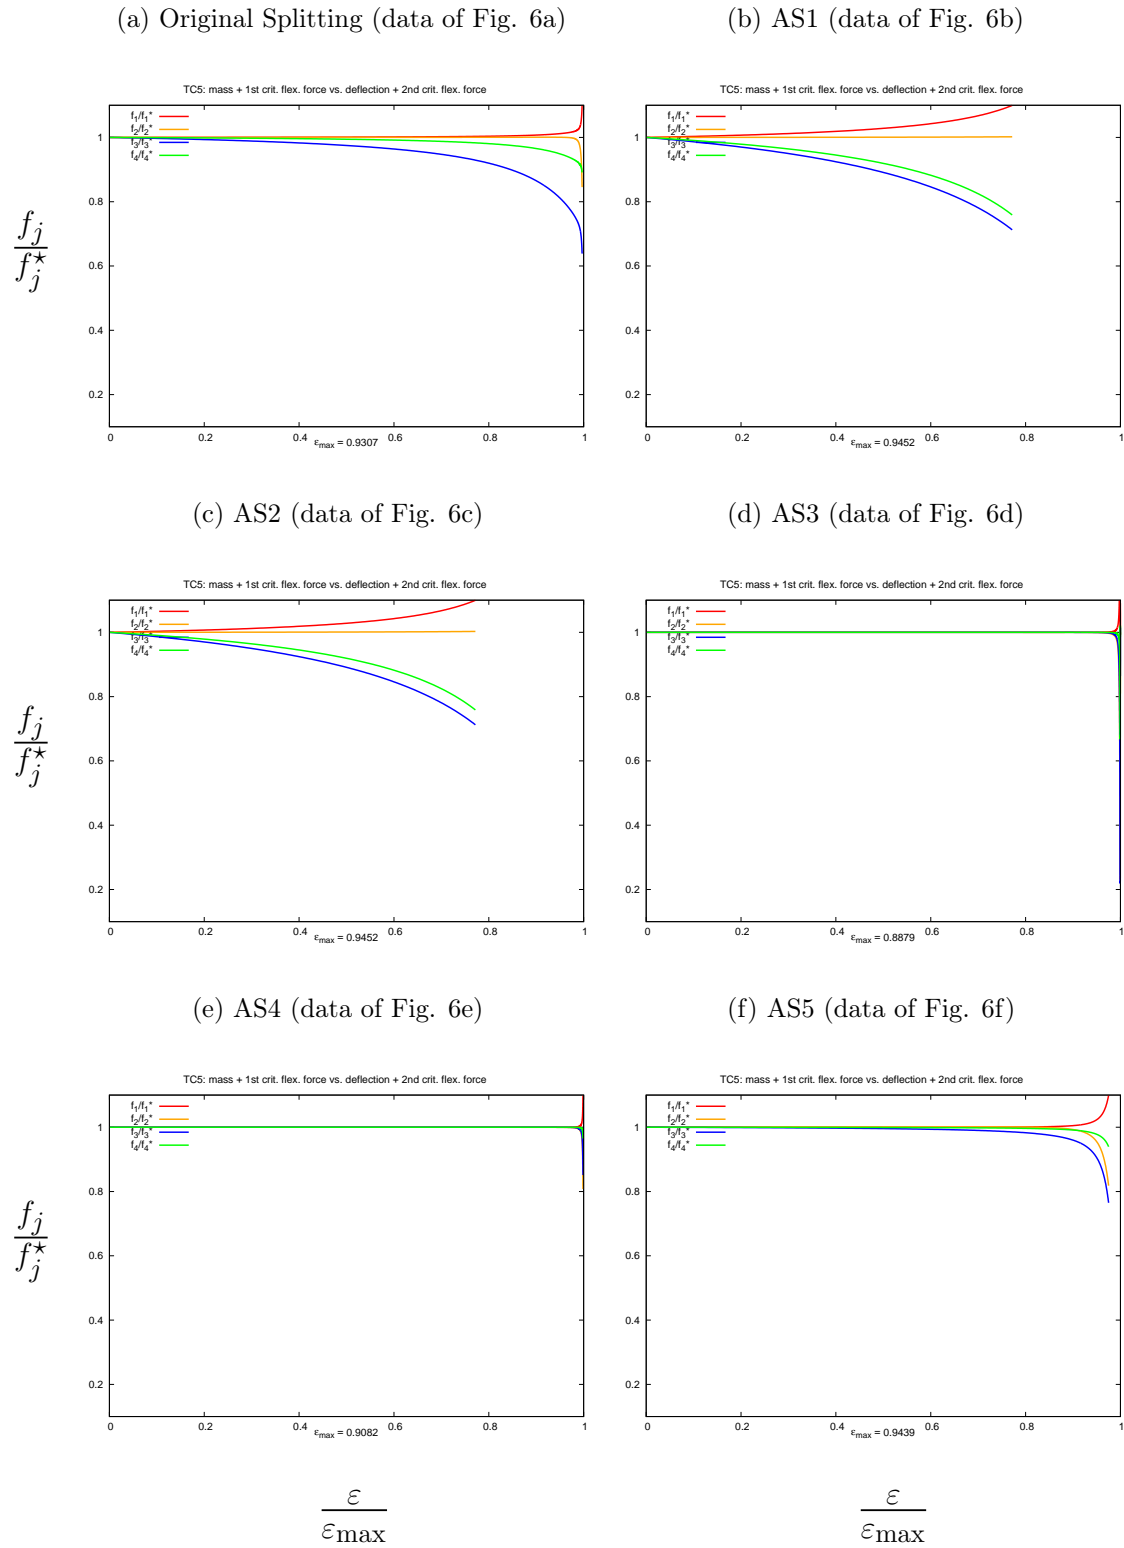 (a) Original Splitting (data of Fig. 6a)
(b) AS1 (data of Fig. 6b)
TC5: mass + 1st crit. flex. force vs. deflection + 2nd crit. flex. force
f1/f1*
f2/f2*
f3/f3*
f4/f4*
1
0.8
0.6
0.4
0.2
0 0.2 0.4 0.6 0.8 1
εmax = 0.9307
TC5: mass + 1st crit. flex. force vs. deflection + 2nd crit. flex. force
f1/f1*
f2/f2*
f3/f3*
f4/f4*
1
0.8
0.6
0.4
0.2
0 0.2 0.4 0.6 0.8 1
εmax = 0.9452
fj
fj⋆
(c) AS2 (data of Fig. 6c)
(d) AS3 (data of Fig. 6d)
TC5: mass + 1st crit. flex. force vs. deflection + 2nd crit. flex. force
f1/f1*
f2/f2*
f3/f3*
f4/f4*
1
0.8
0.6
0.4
0.2
0 0.2 0.4 0.6 0.8 1
εmax = 0.9452
TC5: mass + 1st crit. flex. force vs. deflection + 2nd crit. flex. force
f1/f1*
f2/f2*
f3/f3*
f4/f4*
1
0.8
0.6
0.4
0.2
0 0.2 0.4 0.6 0.8 1
εmax = 0.8879
fj
fj⋆
(e) AS4 (data of Fig. 6e)
(f) AS5 (data of Fig. 6f)
TC5: mass + 1st crit. flex. force vs. deflection + 2nd crit. flex. force
f1/f1*
f2/f2*
f3/f3*
f4/f4*
1
0.8
0.6
0.4
0.2
0 0.2 0.4 0.6 0.8 1
εmax = 0.9082
TC5: mass + 1st crit. flex. force vs. deflection + 2nd crit. flex. force
f1/f1*
f2/f2*
f3/f3*
f4/f4*
1
0.8
0.6
0.4
0.2
0 0.2 0.4 0.6 0.8 1
εmax = 0.9439
fj
fj⋆
ε
εmax
ε
εmax